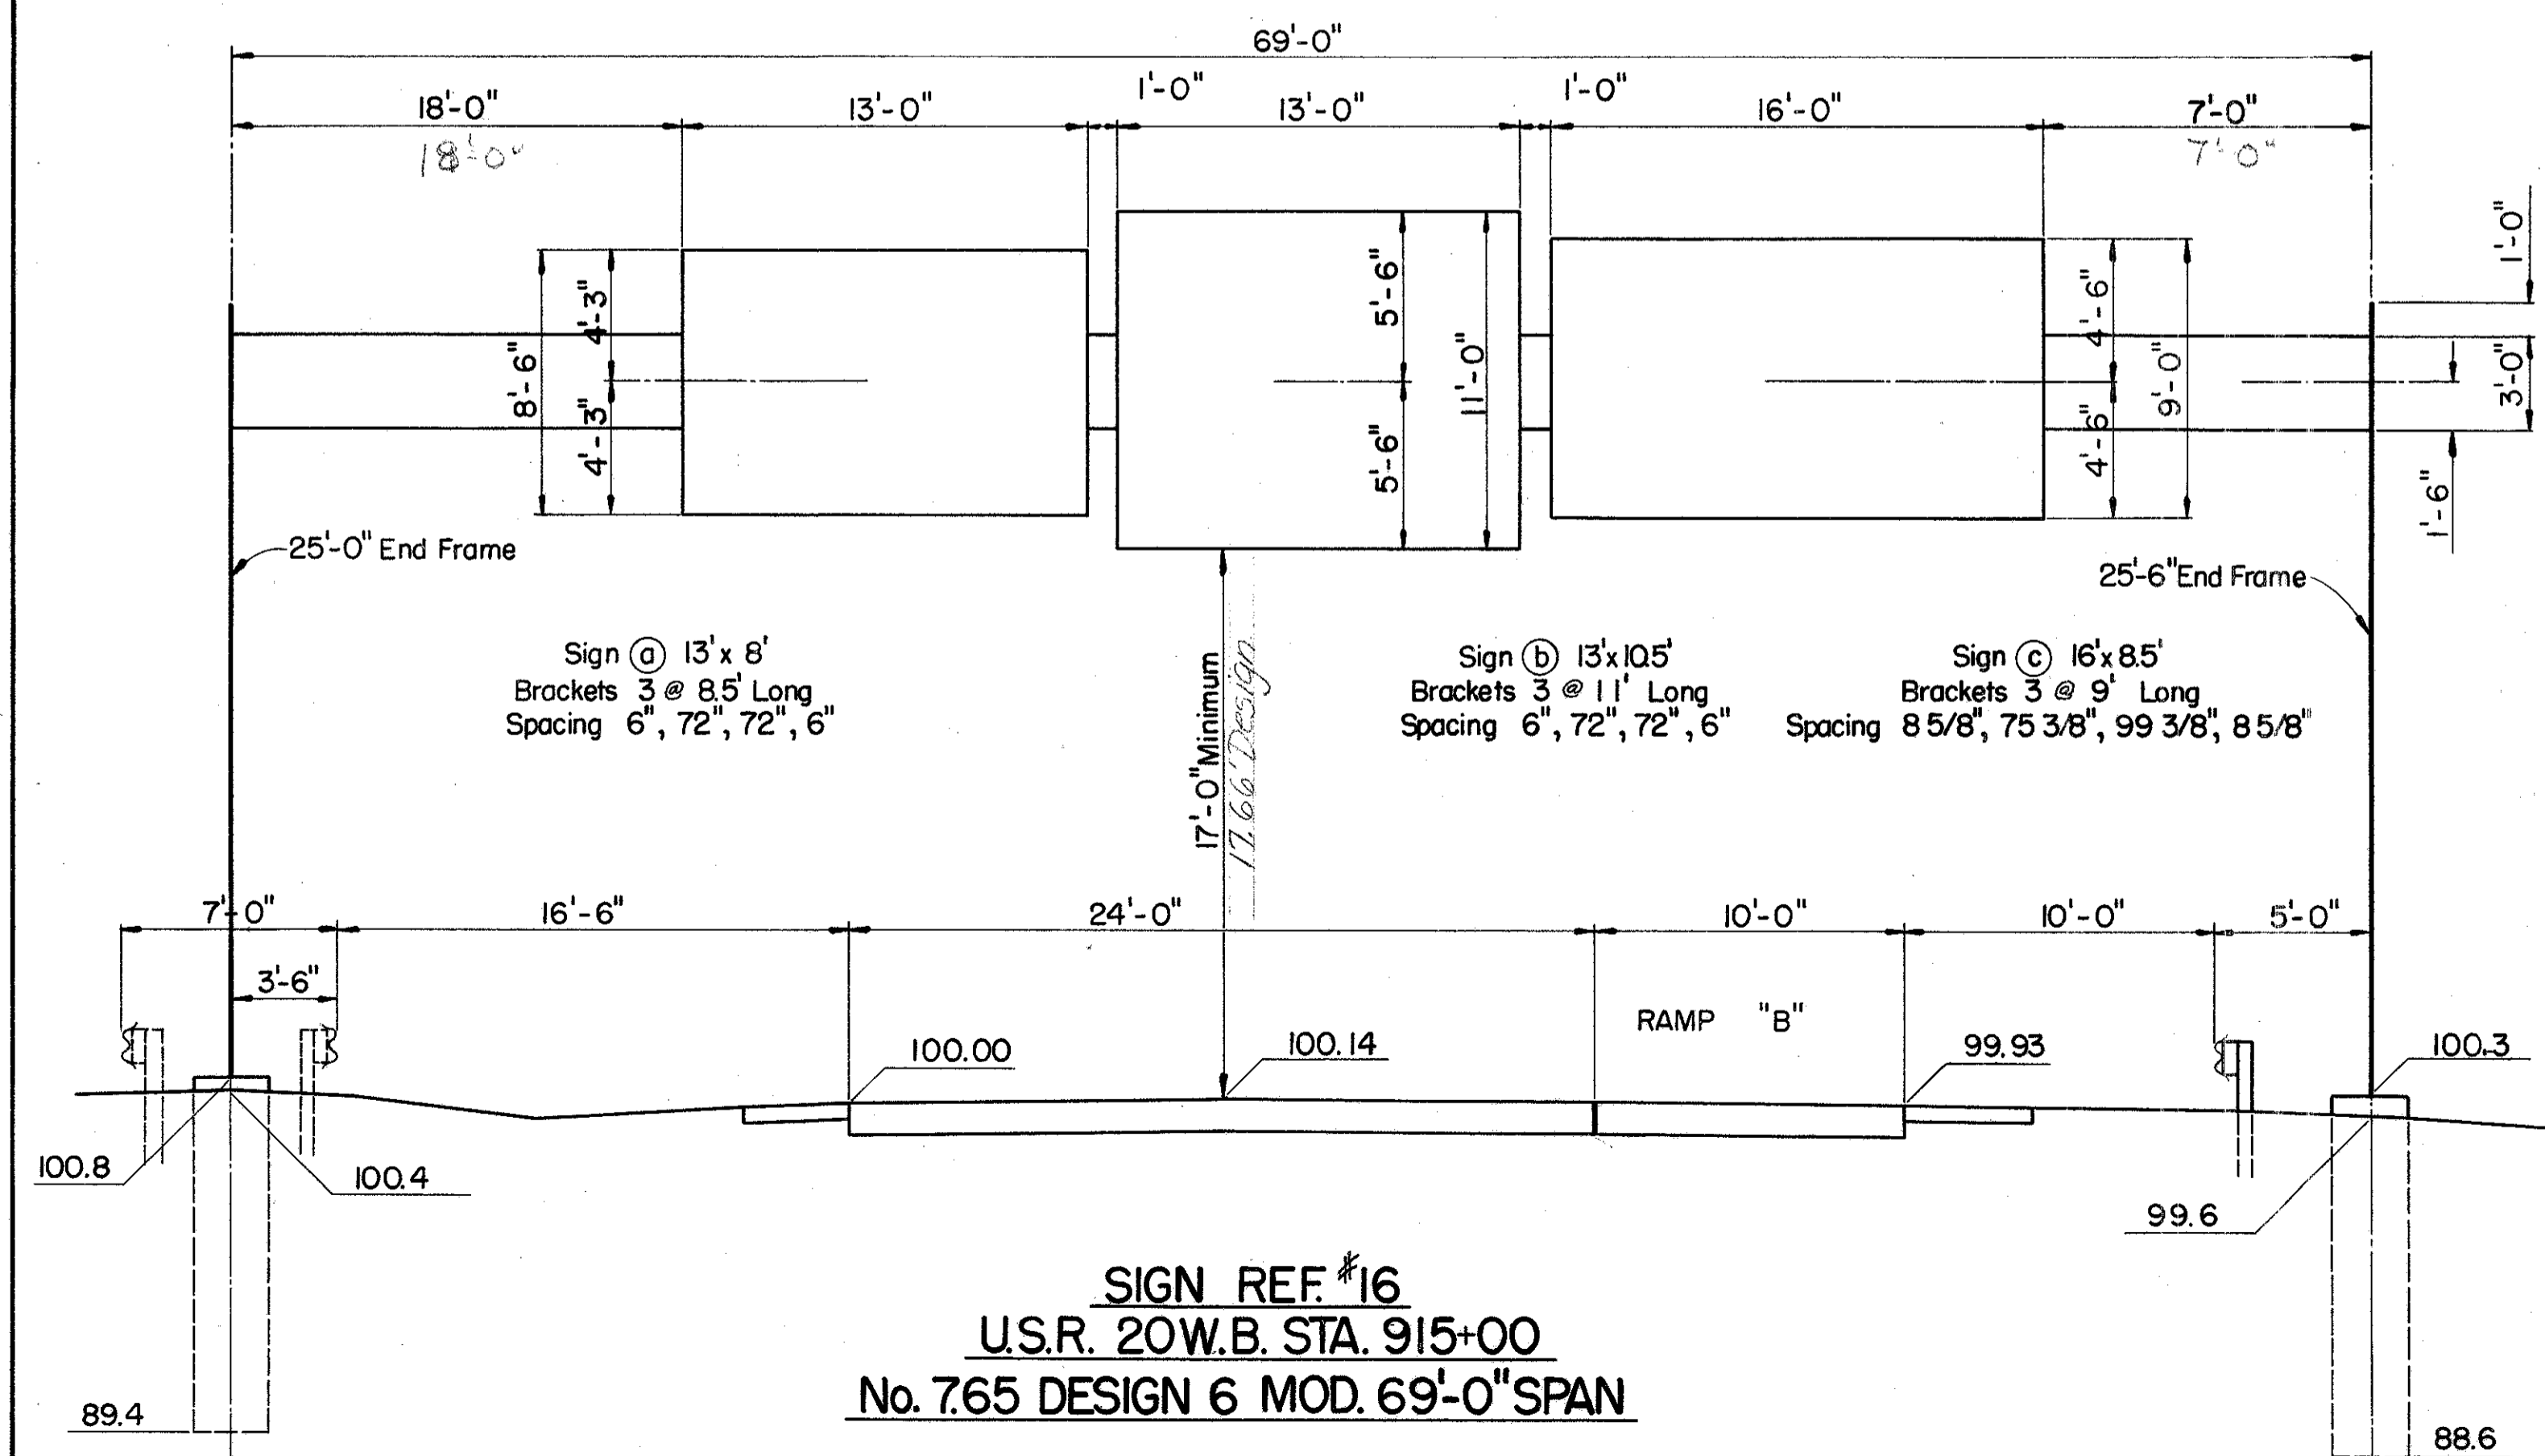 69'-0"
18'-0"
13'-0"
1'-0"
13'-0"
1'-0"
16'-0"
7'-0"
18'-0"
7'-0"
1'-0"
8'-6"
4'-3"
4'-3"
5'-6"
5'-6"
11'-0"
4'-6"
4'-6"
9'-0"
3'-0"
1'-6"
25'-0" End Frame
25'-6" End Frame
Sign a 13' x 8'
Brackets 3 @ 8.5' Long
Spacing 6", 72", 72", 6"
17'-0" Minimum
17.66' Design
Sign b 13'x10.5'
Brackets 3 @ 11' Long
Spacing 6", 72", 72", 6"
Sign c 16'x 8.5'
Brackets 3 @ 9' Long
Spacing 8 5/8", 75 3/8", 99 3/8", 8 5/8"
7'-0"
16'-6"
24'-0"
10'-0"
10'-0"
5'-0"
3'-6"
RAMP "B"
100.00
100.14
99.93
100.3
100.8
100.4
99.6
89.4
88.6
SIGN REF. #16
U.S.R. 20 W.B. STA. 915+00
No. 7.65 DESIGN 6 MOD. 69'-0" SPAN